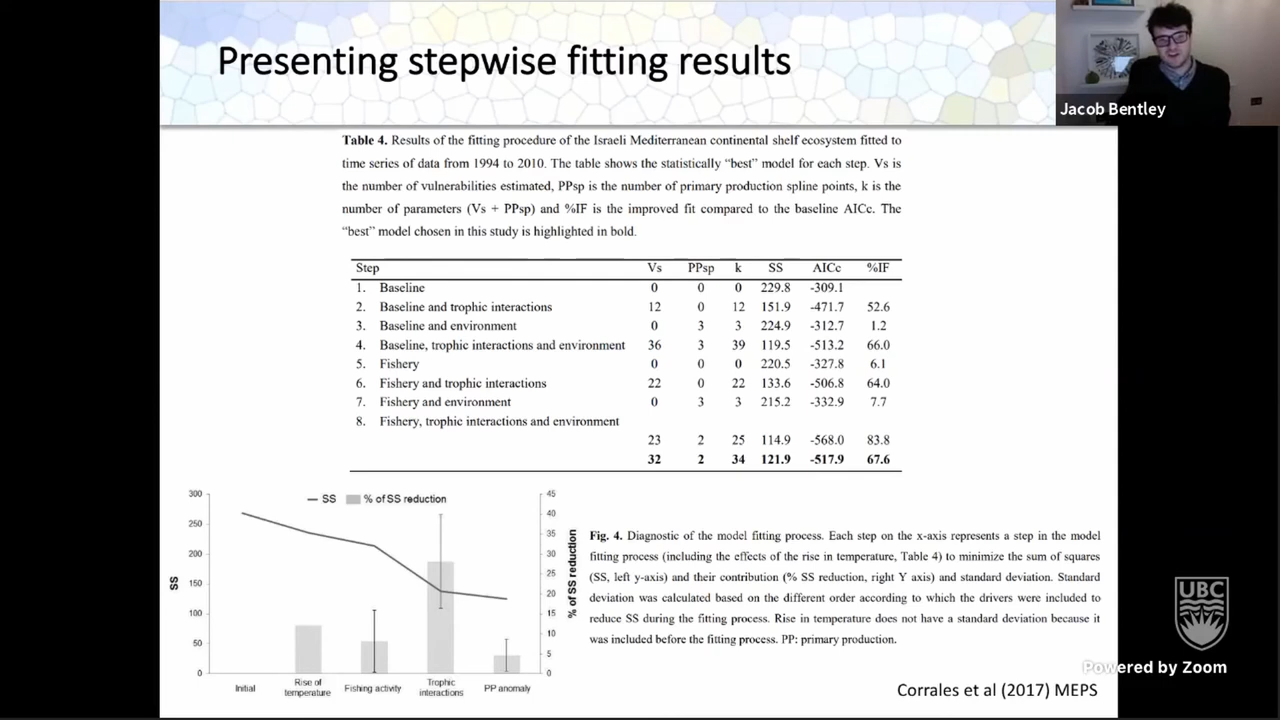 Presenting stepwise fitting results
Jacob Bentley
Table 4. Results of the fitting procedure of the Israeli Mediterranean continental shelf ecosystem fitted to
time series of data from 1994 to 2010. The table shows the statistically “best” model for each step. Vs is
the number of vulnerabilities estimated, PPsp is the number of primary production spline points, k is the
number of parameters (Vs + PPsp) and %IF is the improved fit compared to the baseline AICc. The
“best” model chosen in this study is highlighted in bold.
Step Vs PPsp k SS AICc %IF
1. Baseline 0 0 0 229.8 -309.1
2. Baseline and trophic interactions 12 0 12 151.9 -471.7 52.6
3. Baseline and environment 0 3 3 224.9 -312.7 1.2
4. Baseline, trophic interactions and environment 36 3 39 119.5 -513.2 66.0
5. Fishery 0 0 0 220.5 -327.8 6.1
6. Fishery and trophic interactions 22 0 22 133.6 -506.8 64.0
7. Fishery and environment 0 3 3 215.2 -332.9 7.7
8. Fishery, trophic interactions and environment
23 2 25 114.9 -568.0 83.8
32 2 34 121.9 -517.9 67.6
SS % of SS reduction
300 45
40
250
35
200 30
25
150
20
100 15
10
50
5
0 0
SS
% of SS reduction
Initial Rise of temperature Fishing activity Trophic interactions PP anomaly
Fig. 4. Diagnostic of the model fitting process. Each step on the x-axis represents a step in the model
fitting process (including the effects of the rise in temperature, Table 4) to minimize the sum of squares
(SS, left y-axis) and their contribution (% SS reduction, right Y axis) and standard deviation. Standard
deviation was calculated based on the different order according to which the drivers were included to
reduce SS during the fitting process. Rise in temperature does not have a standard deviation because it
was included before the fitting process. PP: primary production.
UBC
Powered by Zoom
Corrales et al (2017) MEPS